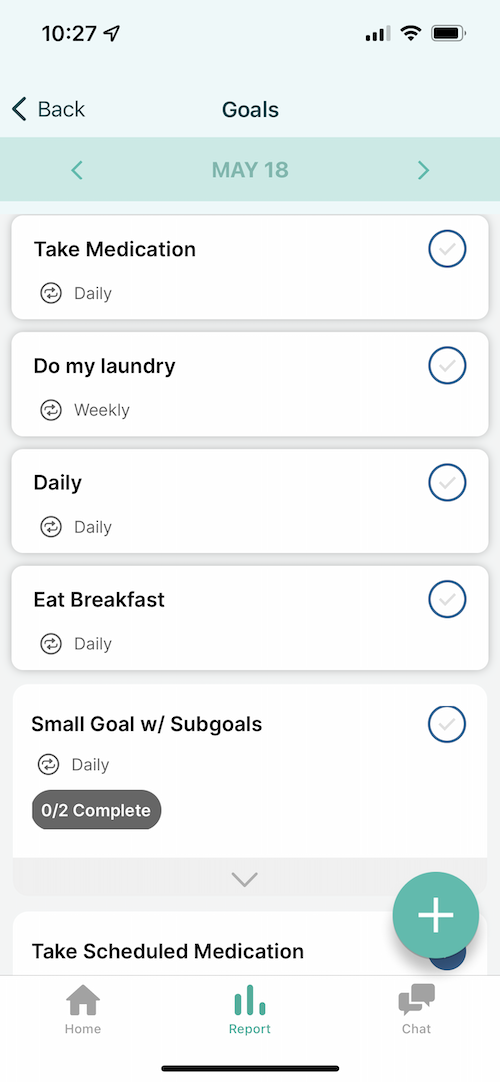 10:27
Back
Goals
MAY 18
Take Medication
Daily
Do my laundry
Weekly
Daily
Daily
Eat Breakfast
Daily
Small Goal w/ Subgoals
Daily
0/2 Complete
Take Scheduled Medication
Home
Report
Chat